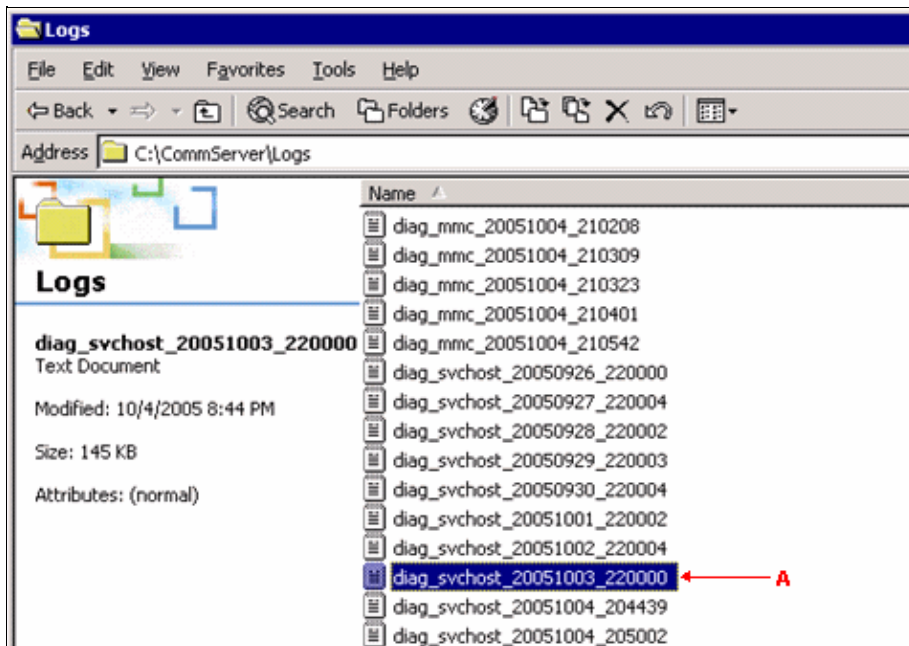 Logs
File Edit View Favorites Tools Help
Back Search Folders
Address C:\CommServer\Logs
Logs
diag_svchost_20051003_220000
Text Document
Modified: 10/4/2005 8:44 PM
Size: 145 KB
Attributes: (normal)
Name
diag_mmc_20051004_210208
diag_mmc_20051004_210309
diag_mmc_20051004_210323
diag_mmc_20051004_210401
diag_mmc_20051004_210542
diag_svchost_20050926_220000
diag_svchost_20050927_220004
diag_svchost_20050928_220002
diag_svchost_20050929_220003
diag_svchost_20050930_220004
diag_svchost_20051001_220002
diag_svchost_20051002_220004
diag_svchost_20051003_220000 A
diag_svchost_20051004_204439
diag_svchost_20051004_205002